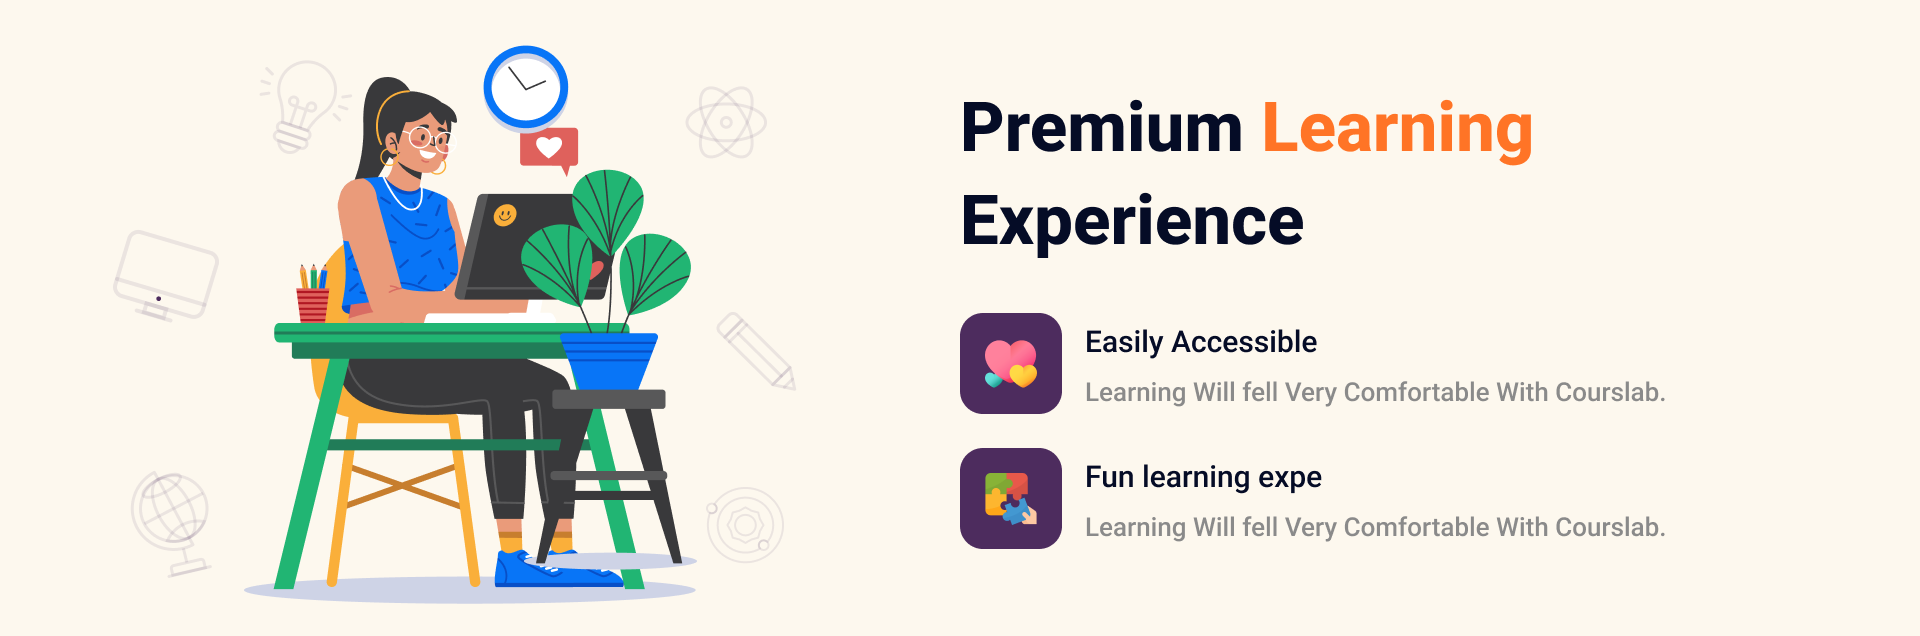 Premium Learning
Experience
Easily Accessible
Learning Will fell Very Comfortable With Courslab.
Fun learning expe
Learning Will fell Very Comfortable With Courslab.